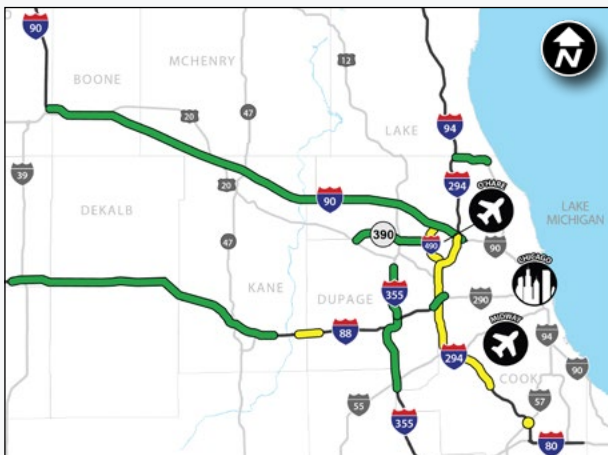 90
BOONE
MCHENRY
12
N
20
47
LAKE
94
39
20
90
294
O'HARE
LAKE
MICHIGAN
DEKALB
390
490
90
47
CHICAGO
KANE
DUPAGE
355
290
88
MIDWAY
94
294
90
COOK
55
355
57
80